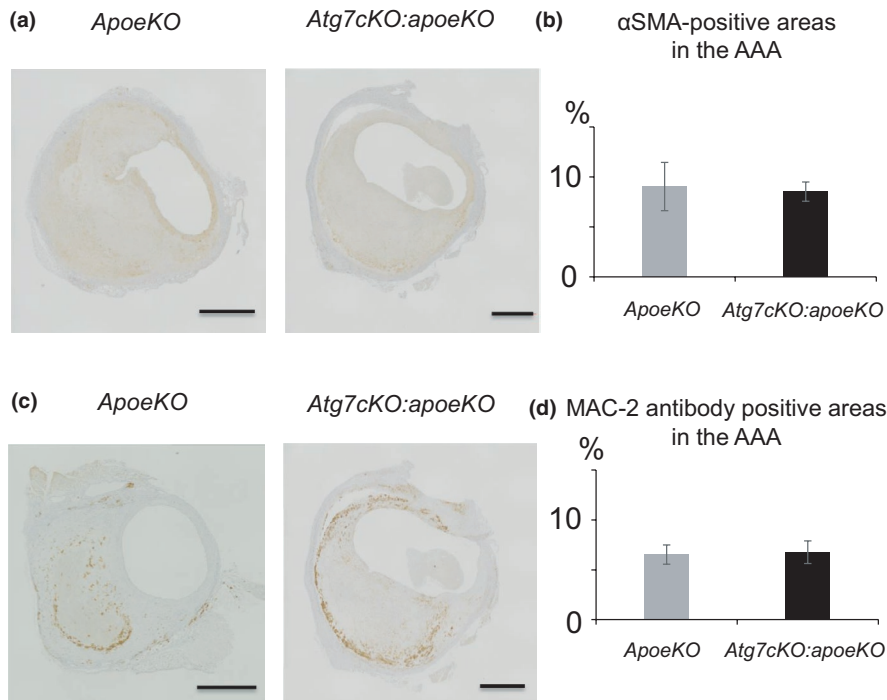 (a)
ApoeKO
Atg7cKO:apoeKO
(b)
αSMA-positive areas
in the AAA
%
10
0
ApoeKO
Atg7cKO:apoeKO
(c)
ApoeKO
Atg7cKO:apoeKO
(d)
MAC-2 antibody positive areas
in the AAA
%
10
0
ApoeKO
Atg7cKO:apoeKO